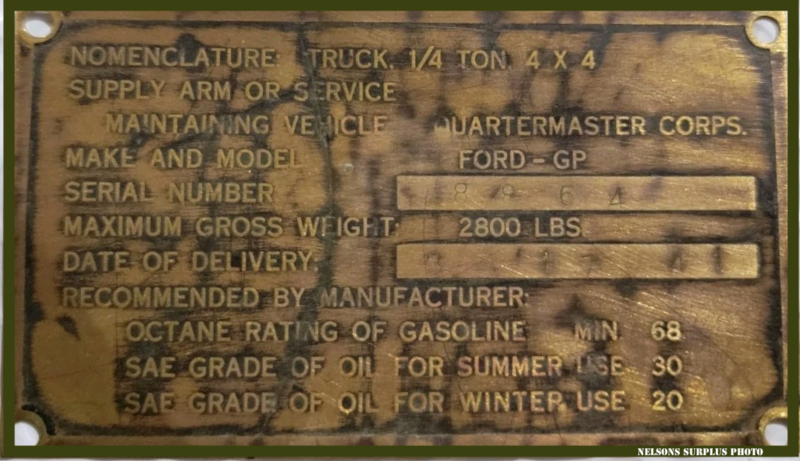 NOMENCLATURE: TRUCK, 1/4 TON, 4 X 4
SUPPLY ARM OR SERVICE
MAINTAINING VEHICLE QUARTERMASTER CORPS.
MAKE AND MODEL FORD-GP
SERIAL NUMBER
MAXIMUM GROSS WEIGHT: 2800 LBS.
DATE OF DELIVERY.
RECOMMENDED BY MANUFACTURER:
OCTANE RATING OF GASOLINE MIN. 68
SAE GRADE OF OIL FOR SUMMER USE 30
SAE GRADE OF OIL FOR WINTER USE 20
NELSONS SURPLUS PHOTO